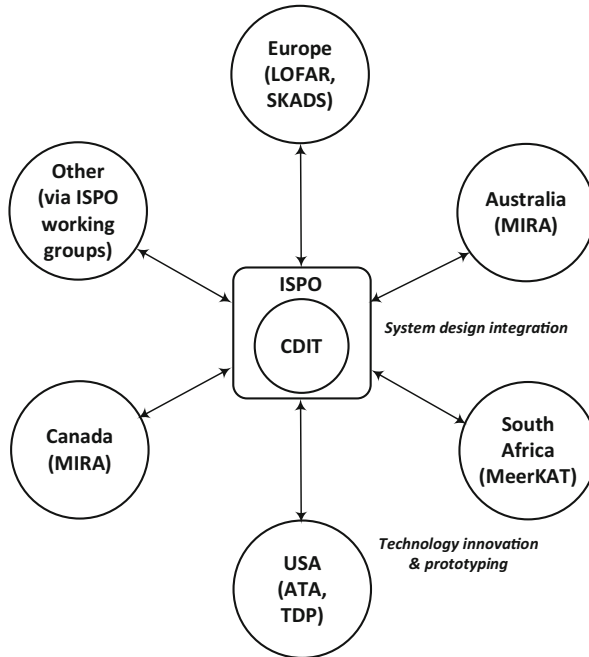 Europe
(LOFAR,
SKADS)
Other
(via ISPO
working
groups)
Australia
(MIRA)
ISPO
CDIT
System design integration
Canada
(MIRA)
South
Africa
(MeerKAT)
Technology innovation
& prototyping
USA
(ATA,
TDP)